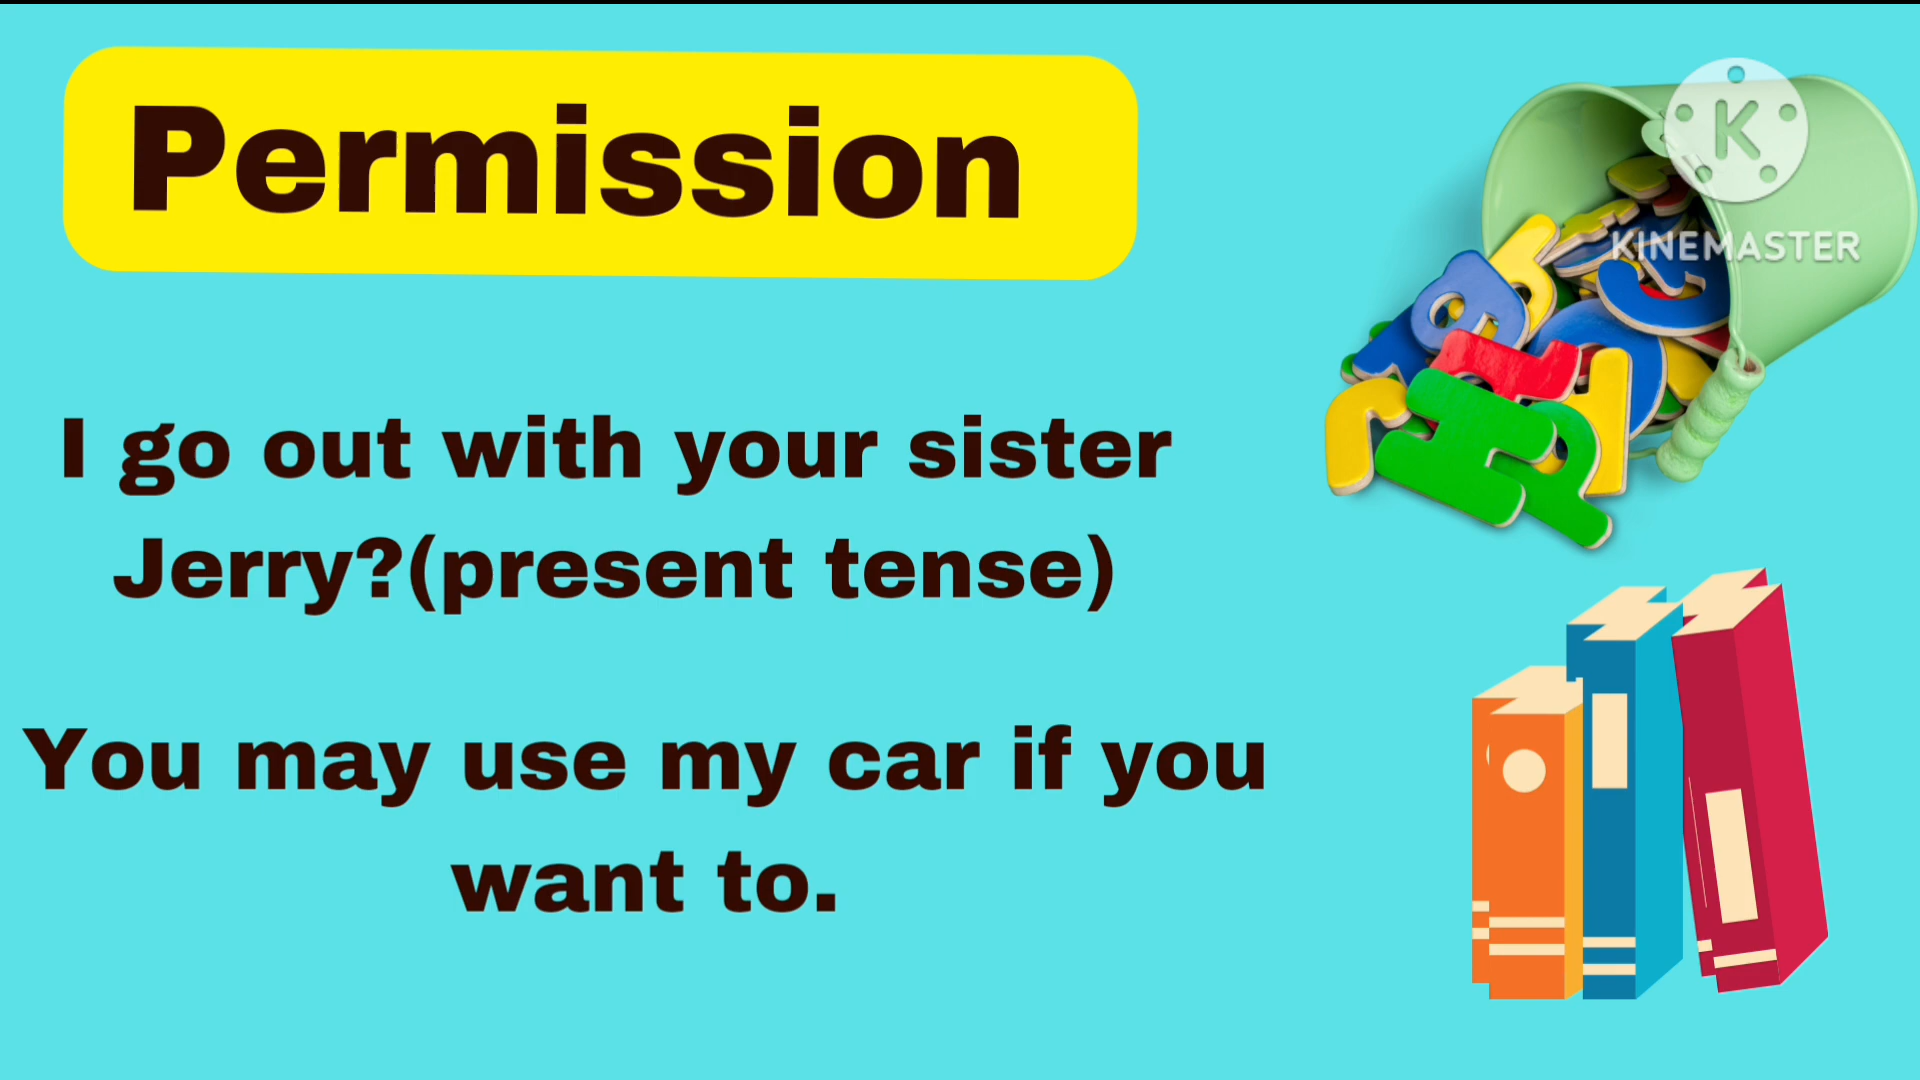 Permission
K
KINEMASTER
I go out with your sister
Jerry?(present tense)
You may use my car if you
want to.